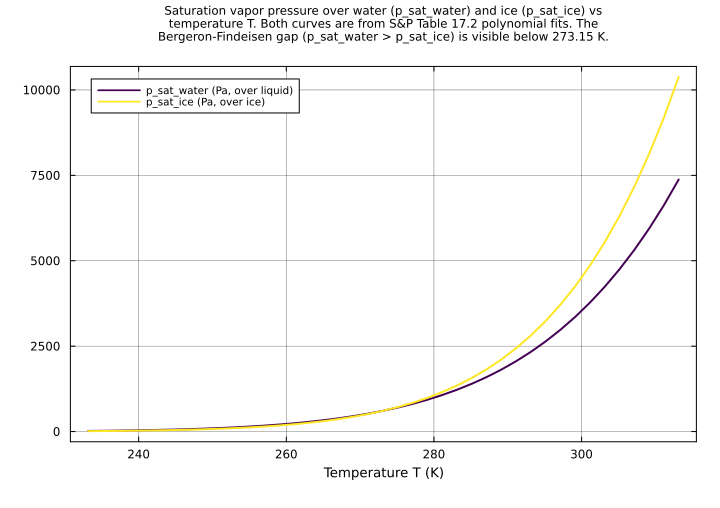 Saturation vapor pressure over water (p_sat_water) and ice (p_sat_ice) vs
temperature T. Both curves are from S&P Table 17.2 polynomial fits. The
Bergeron-Findeisen gap (p_sat_water > p_sat_ice) is visible below 273.15 K.
p_sat_water (Pa, over liquid)
p_sat_ice (Pa, over ice)
10000
7500
5000
2500
0
240
260
280
300
Temperature T (K)